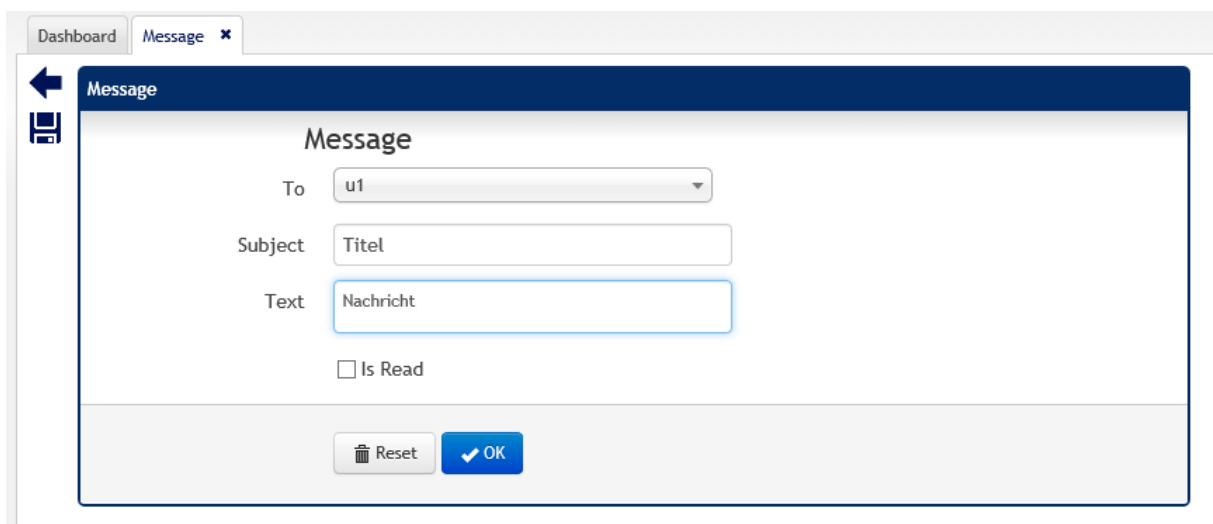 Dashboard Message
Message
Message
To u1
Subject Titel
Text Nachricht
Is Read
Reset OK